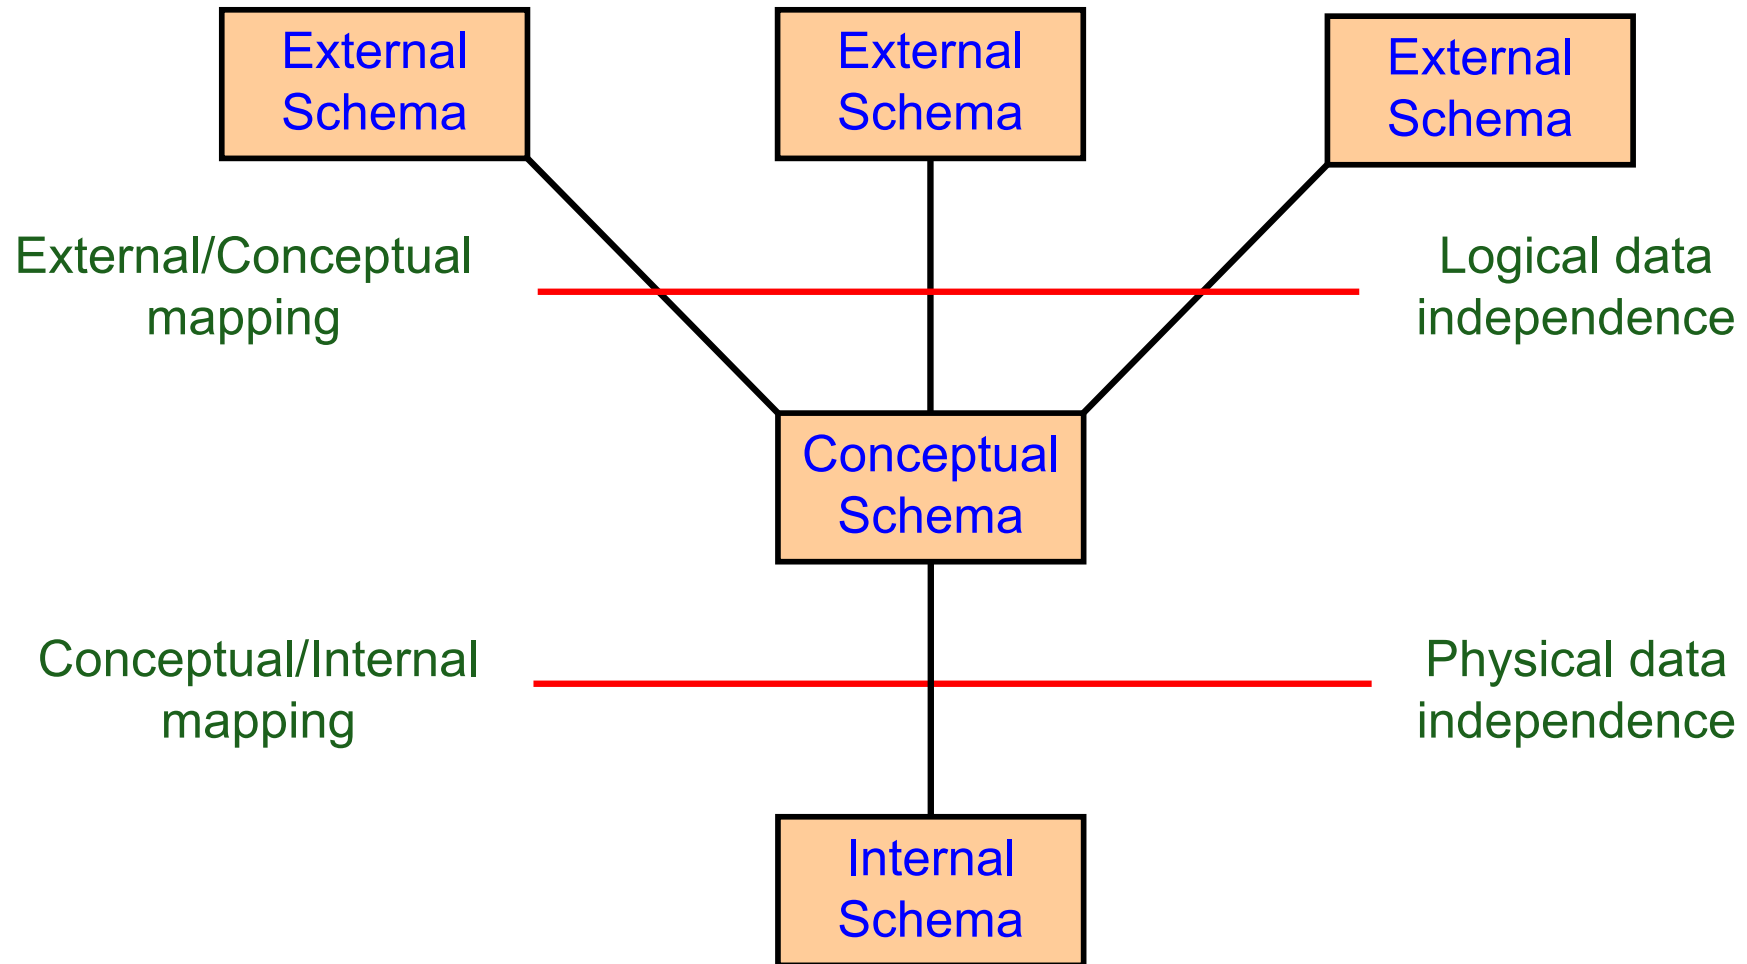 External
Schema
External
Schema
External
Schema
External/Conceptual
mapping
Logical data
independence
Conceptual
Schema
Conceptual/Internal
mapping
Physical data
independence
Internal
Schema